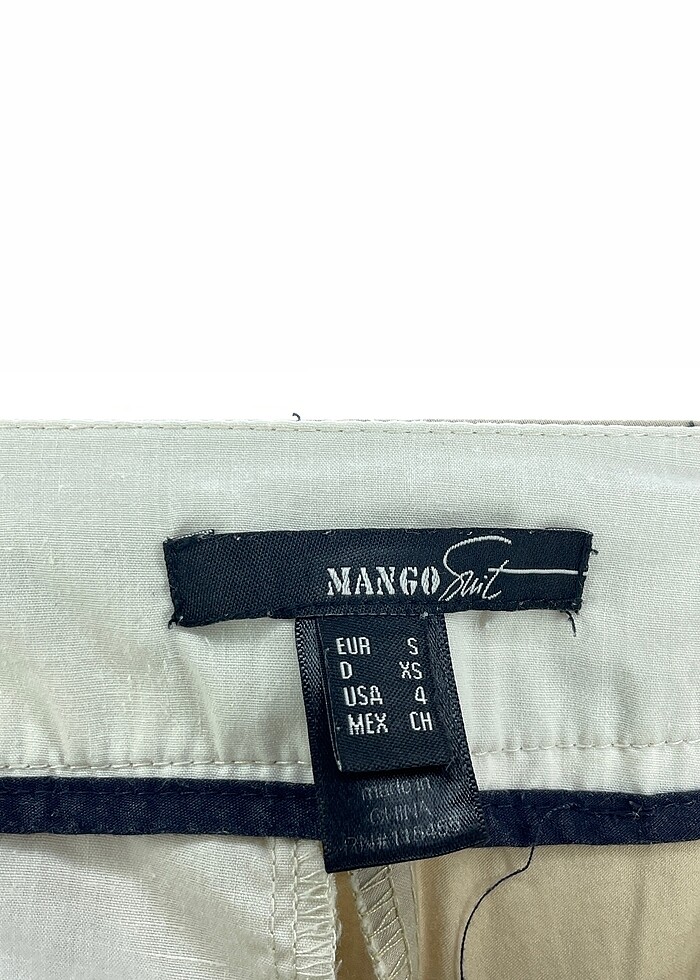 MANGO Suit
EUR S
D XS
USA 4
MEX CH
made in
CHINA